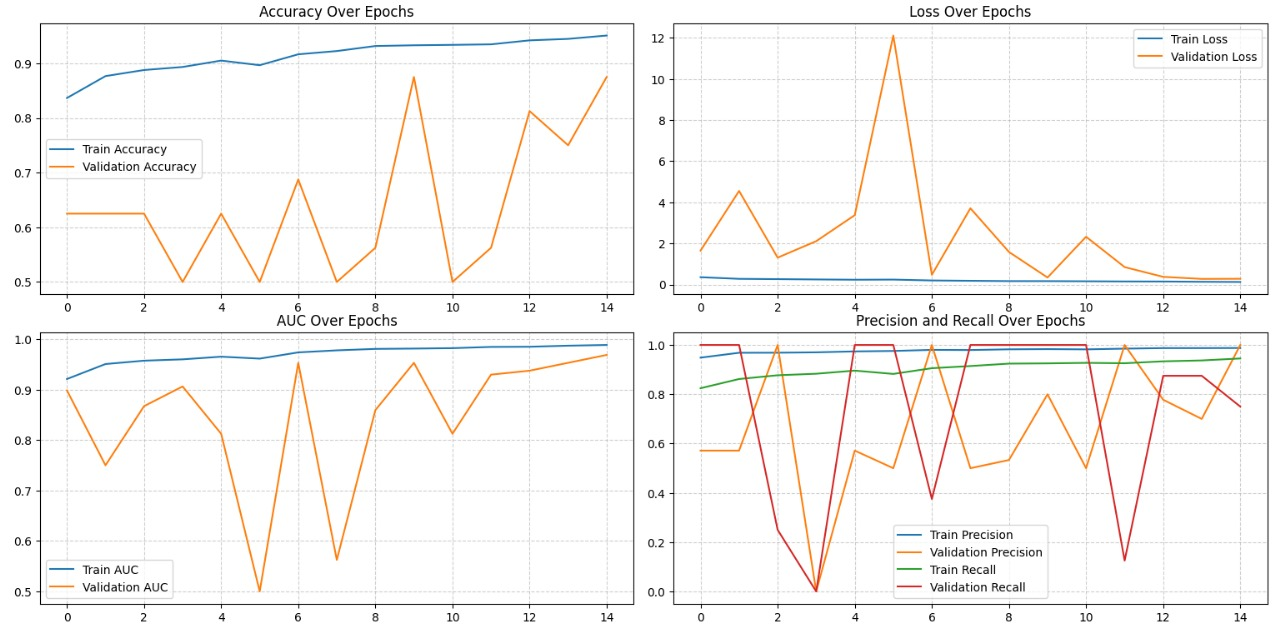 Accuracy Over Epochs
0.9
0.8
0.7
0.6
0.5
Train Accuracy
Validation Accuracy
0 2 4 6 8 10 12 14
Loss Over Epochs
12
10
8
6
4
2
0
Train Loss
Validation Loss
0 2 4 6 8 10 12 14
AUC Over Epochs
1.0
0.9
0.8
0.7
0.6
0.5
Train AUC
Validation AUC
0 2 4 6 8 10 12 14
Precision and Recall Over Epochs
1.0
0.8
0.6
0.4
0.2
0.0
Train Precision
Validation Precision
Train Recall
Validation Recall
0 2 4 6 8 10 12 14